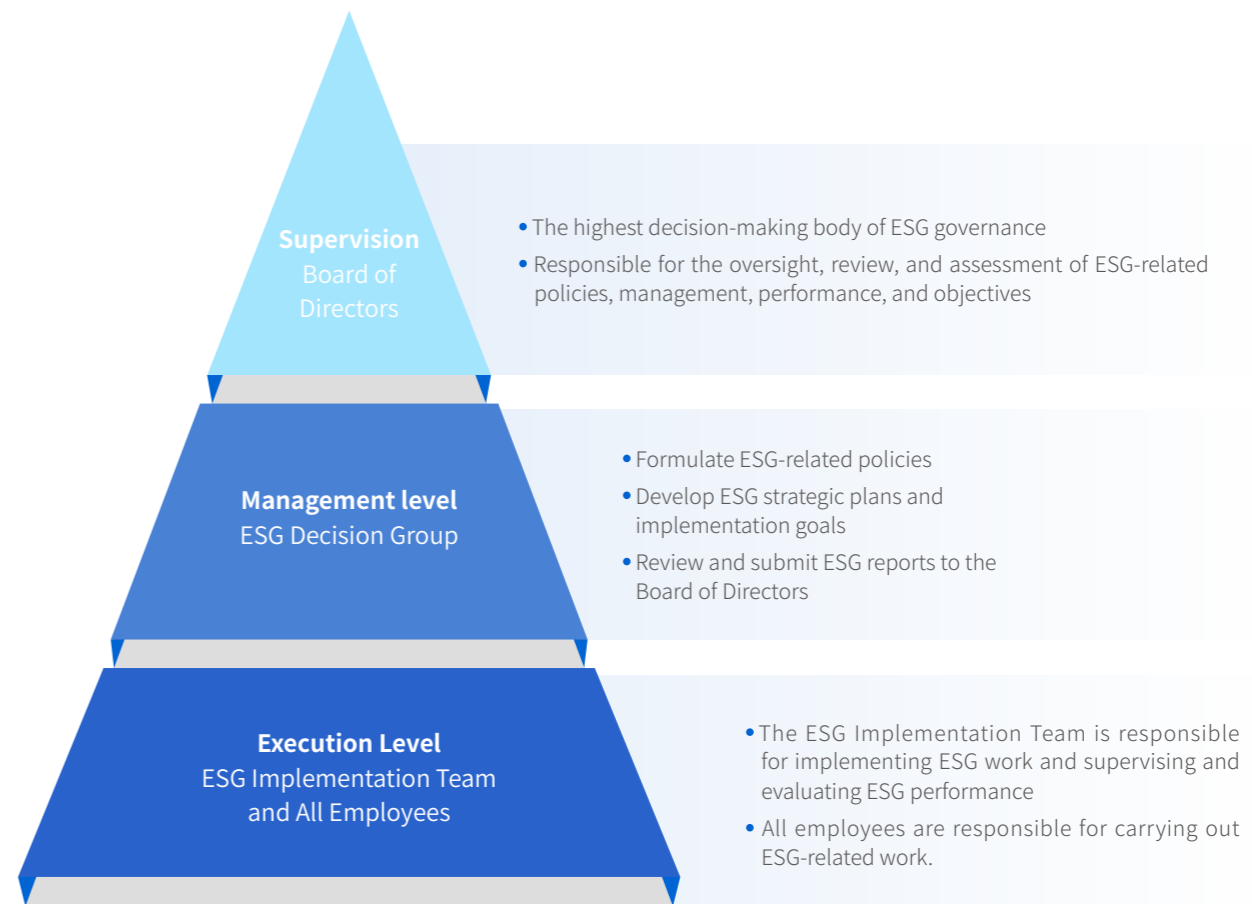 Supervision
Board of
Directors
• The highest decision-making body of ESG governance
• Responsible for the oversight, review, and assessment of ESG-related
policies, management, performance, and objectives
Management level
ESG Decision Group
• Formulate ESG-related policies
• Develop ESG strategic plans and
implementation goals
• Review and submit ESG reports to the
Board of Directors
Execution Level
ESG Implementation Team
and All Employees
• The ESG Implementation Team is responsible
for implementing ESG work and supervising and
evaluating ESG performance
• All employees are responsible for carrying out
ESG-related work.